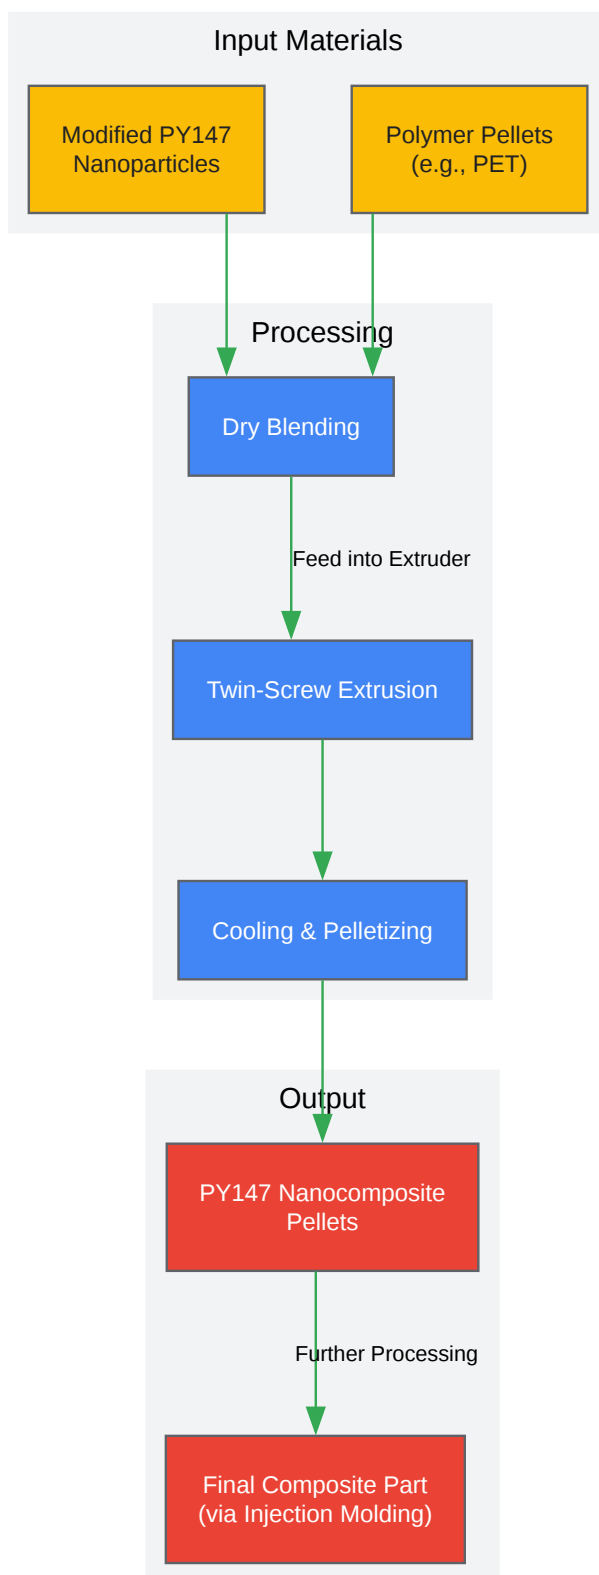 Input Materials
Modified PY147
Nanoparticles
Polymer Pellets
(e.g., PET)
Processing
Dry Blending
Feed into Extruder
Twin-Screw Extrusion
Cooling & Pelletizing
Output
PY147 Nanocomposite
Pellets
Further Processing
Final Composite Part
(via Injection Molding)